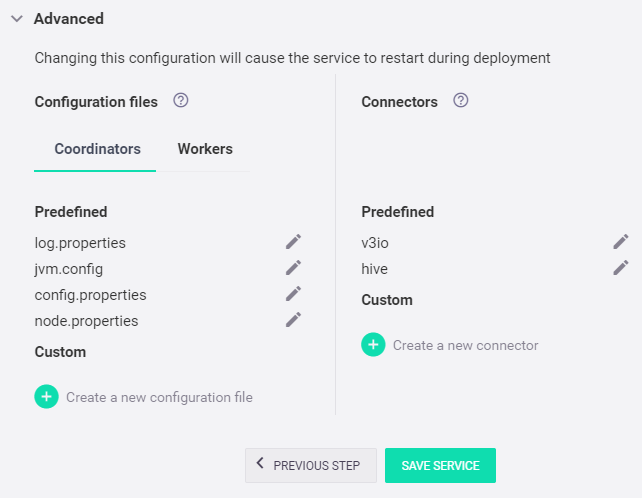 Advanced
Changing this configuration will cause the service to restart during deployment
Configuration files ?
Coordinators Workers
Predefined
log.properties
jvm.config
config.properties
node.properties
Custom
Create a new configuration file
Connectors ?
Predefined
v3io
hive
Custom
Create a new connector
PREVIOUS STEP SAVE SERVICE